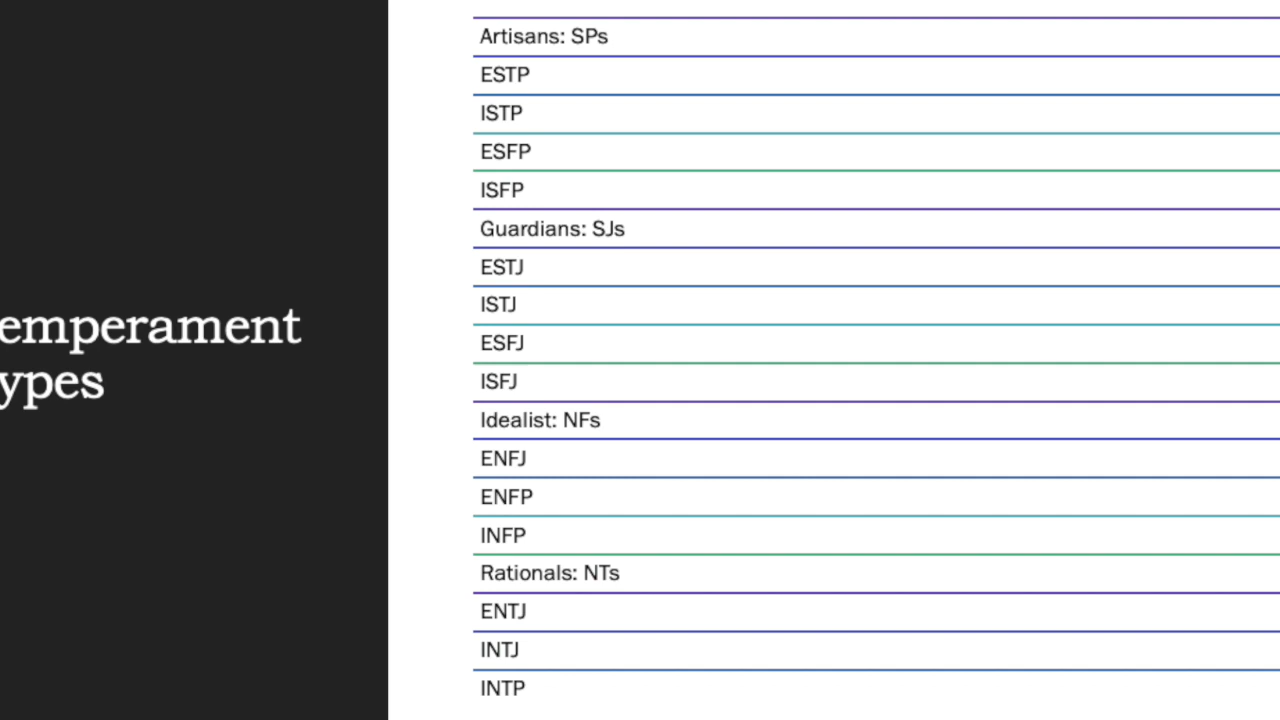 emperament
ypes
Artisans: SPs
ESTP
ISTP
ESFP
ISFP
Guardians: SJs
ESTJ
ISTJ
ESFJ
ISFJ
Idealist: NFs
ENFJ
ENFP
INFP
Rationals: NTs
ENTJ
INTJ
INTP